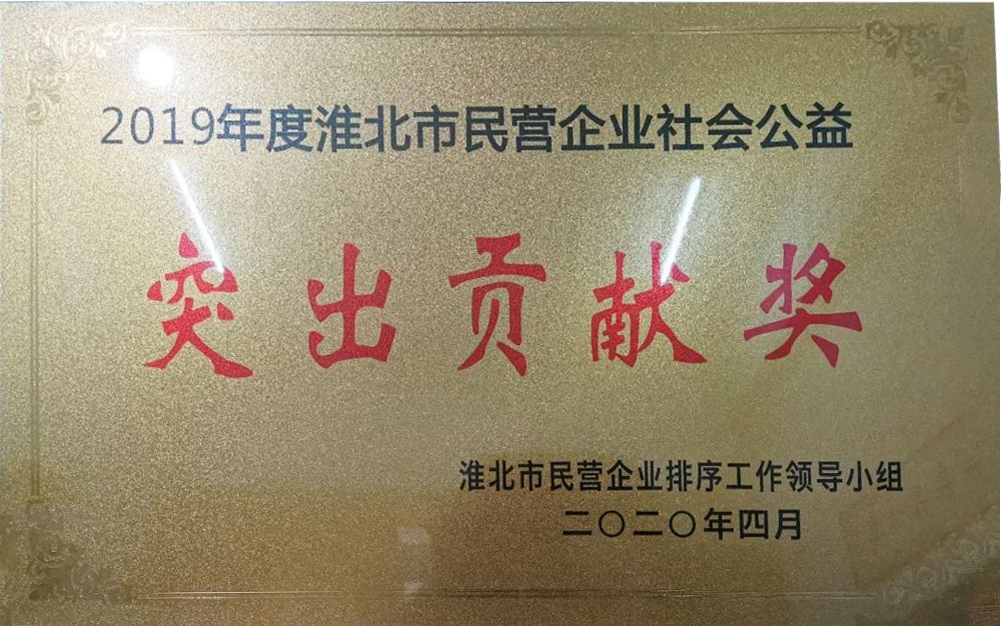 2019年度淮北市民营企业社会公益
突出贡献奖
淮北市民营企业排序工作领导小组
二〇二〇年四月